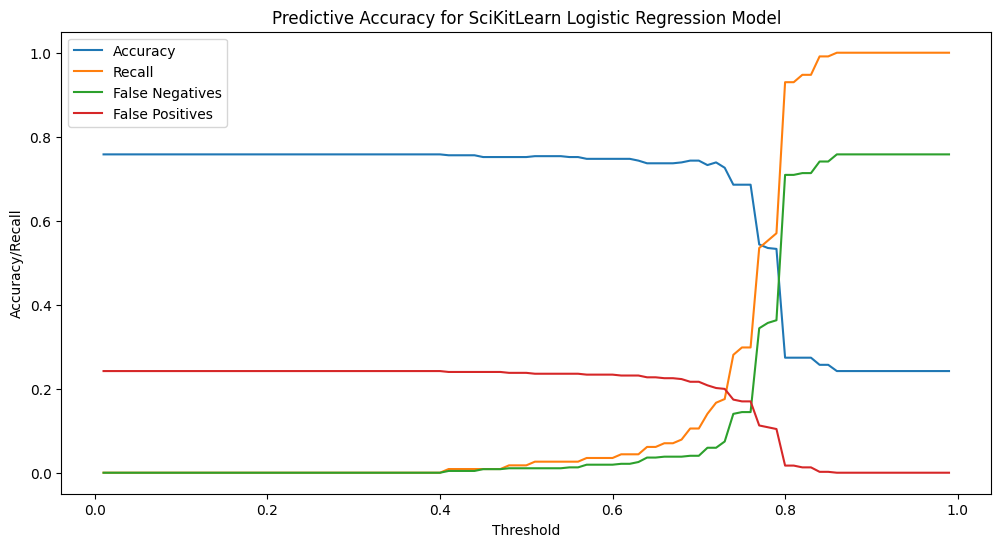 Predictive Accuracy for SciKitLearn Logistic Regression Model
Accuracy
Recall
False Negatives
False Positives
Accuracy/Recall
1.0
0.8
0.6
0.4
0.2
0.0
0.0 0.2 0.4 0.6 0.8 1.0
Threshold